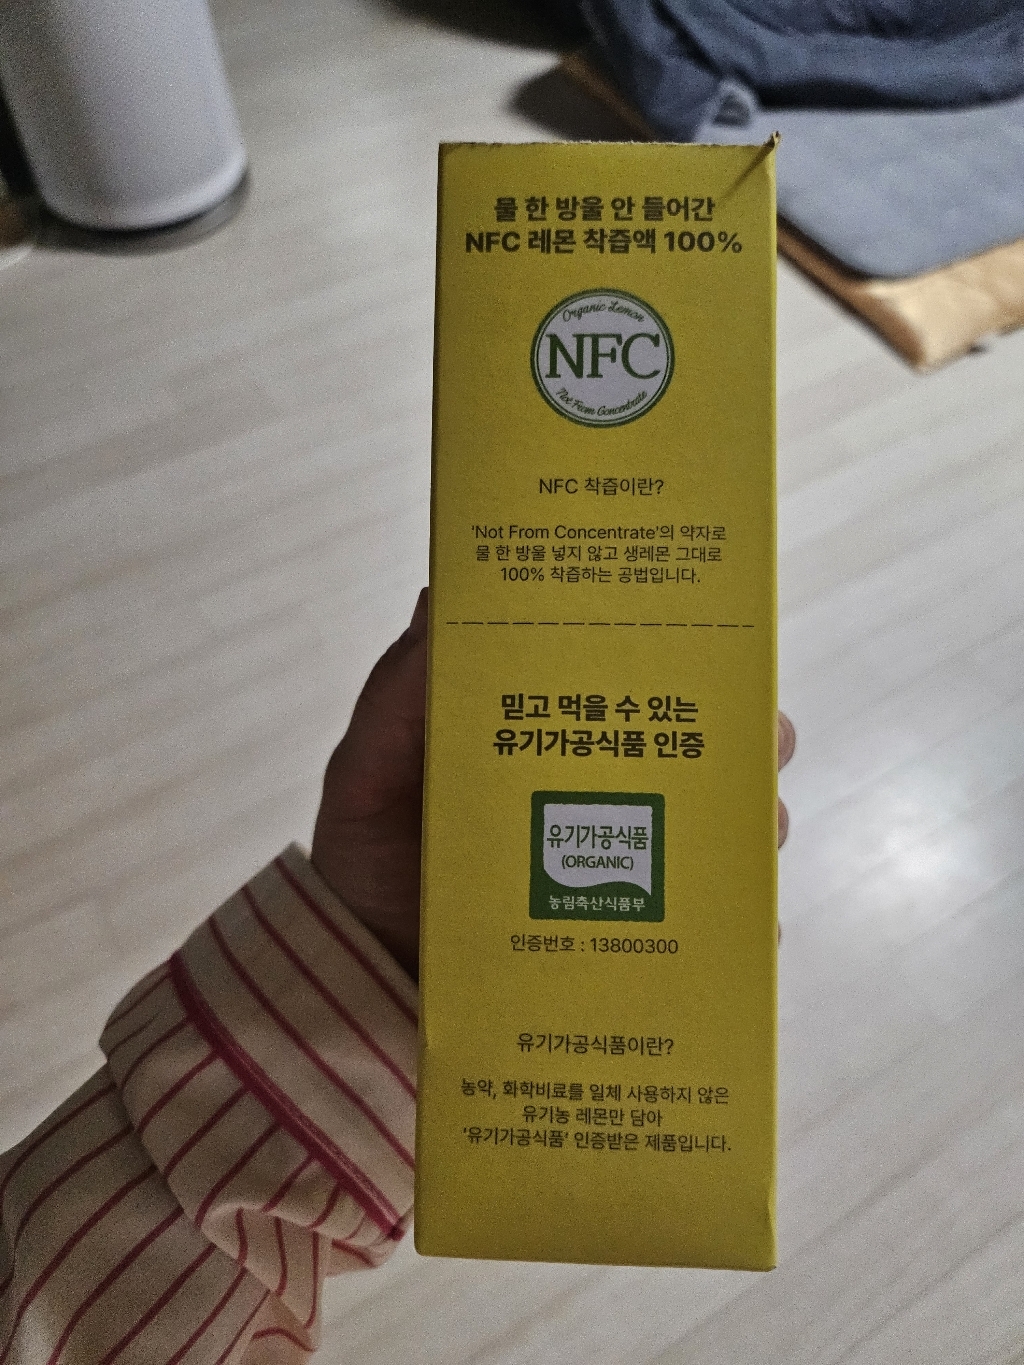 물 한 방울 안 들어간
NFC 레몬 착즙액 100%
Organic Lemon
NFC
Not From Concentrate
NFC 착즙이란?
'Not From Concentrate'의 약자로
물 한 방울 넣지 않고 생레몬 그대로
100% 착즙하는 공법입니다.
믿고 먹을 수 있는
유기가공식품 인증
유기가공식품
(ORGANIC)
농림축산식품부
인증번호 : 13800300
유기가공식품이란?
농약, 화학비료를 일체 사용하지 않은
유기농 레몬만 담아
'유기가공식품' 인증받은 제품입니다.